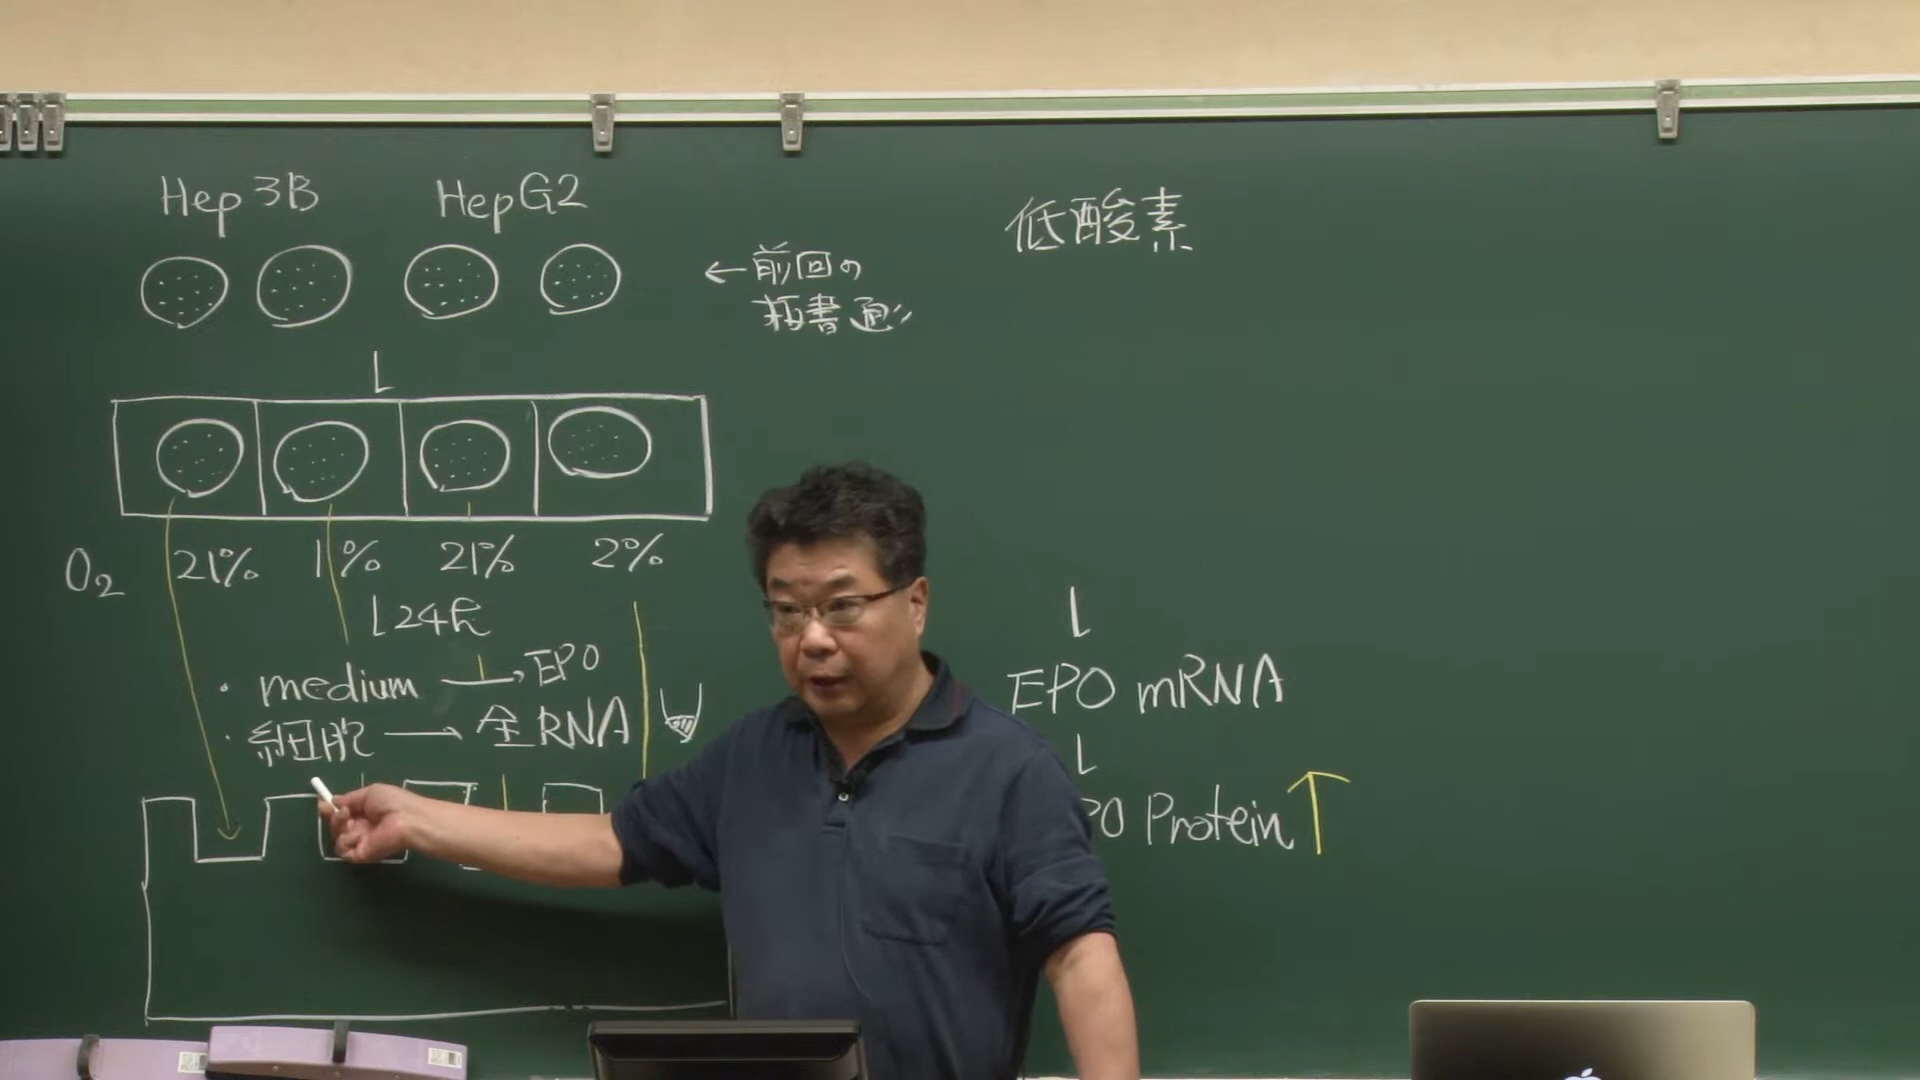 Hep3B HepG2
←前回の
板書通り
O₂ 21% 1% 21% 2%
24h
・medium → EPO
・細胞 → 全RNA
低酸素
EPO mRNA
PO Protein↑